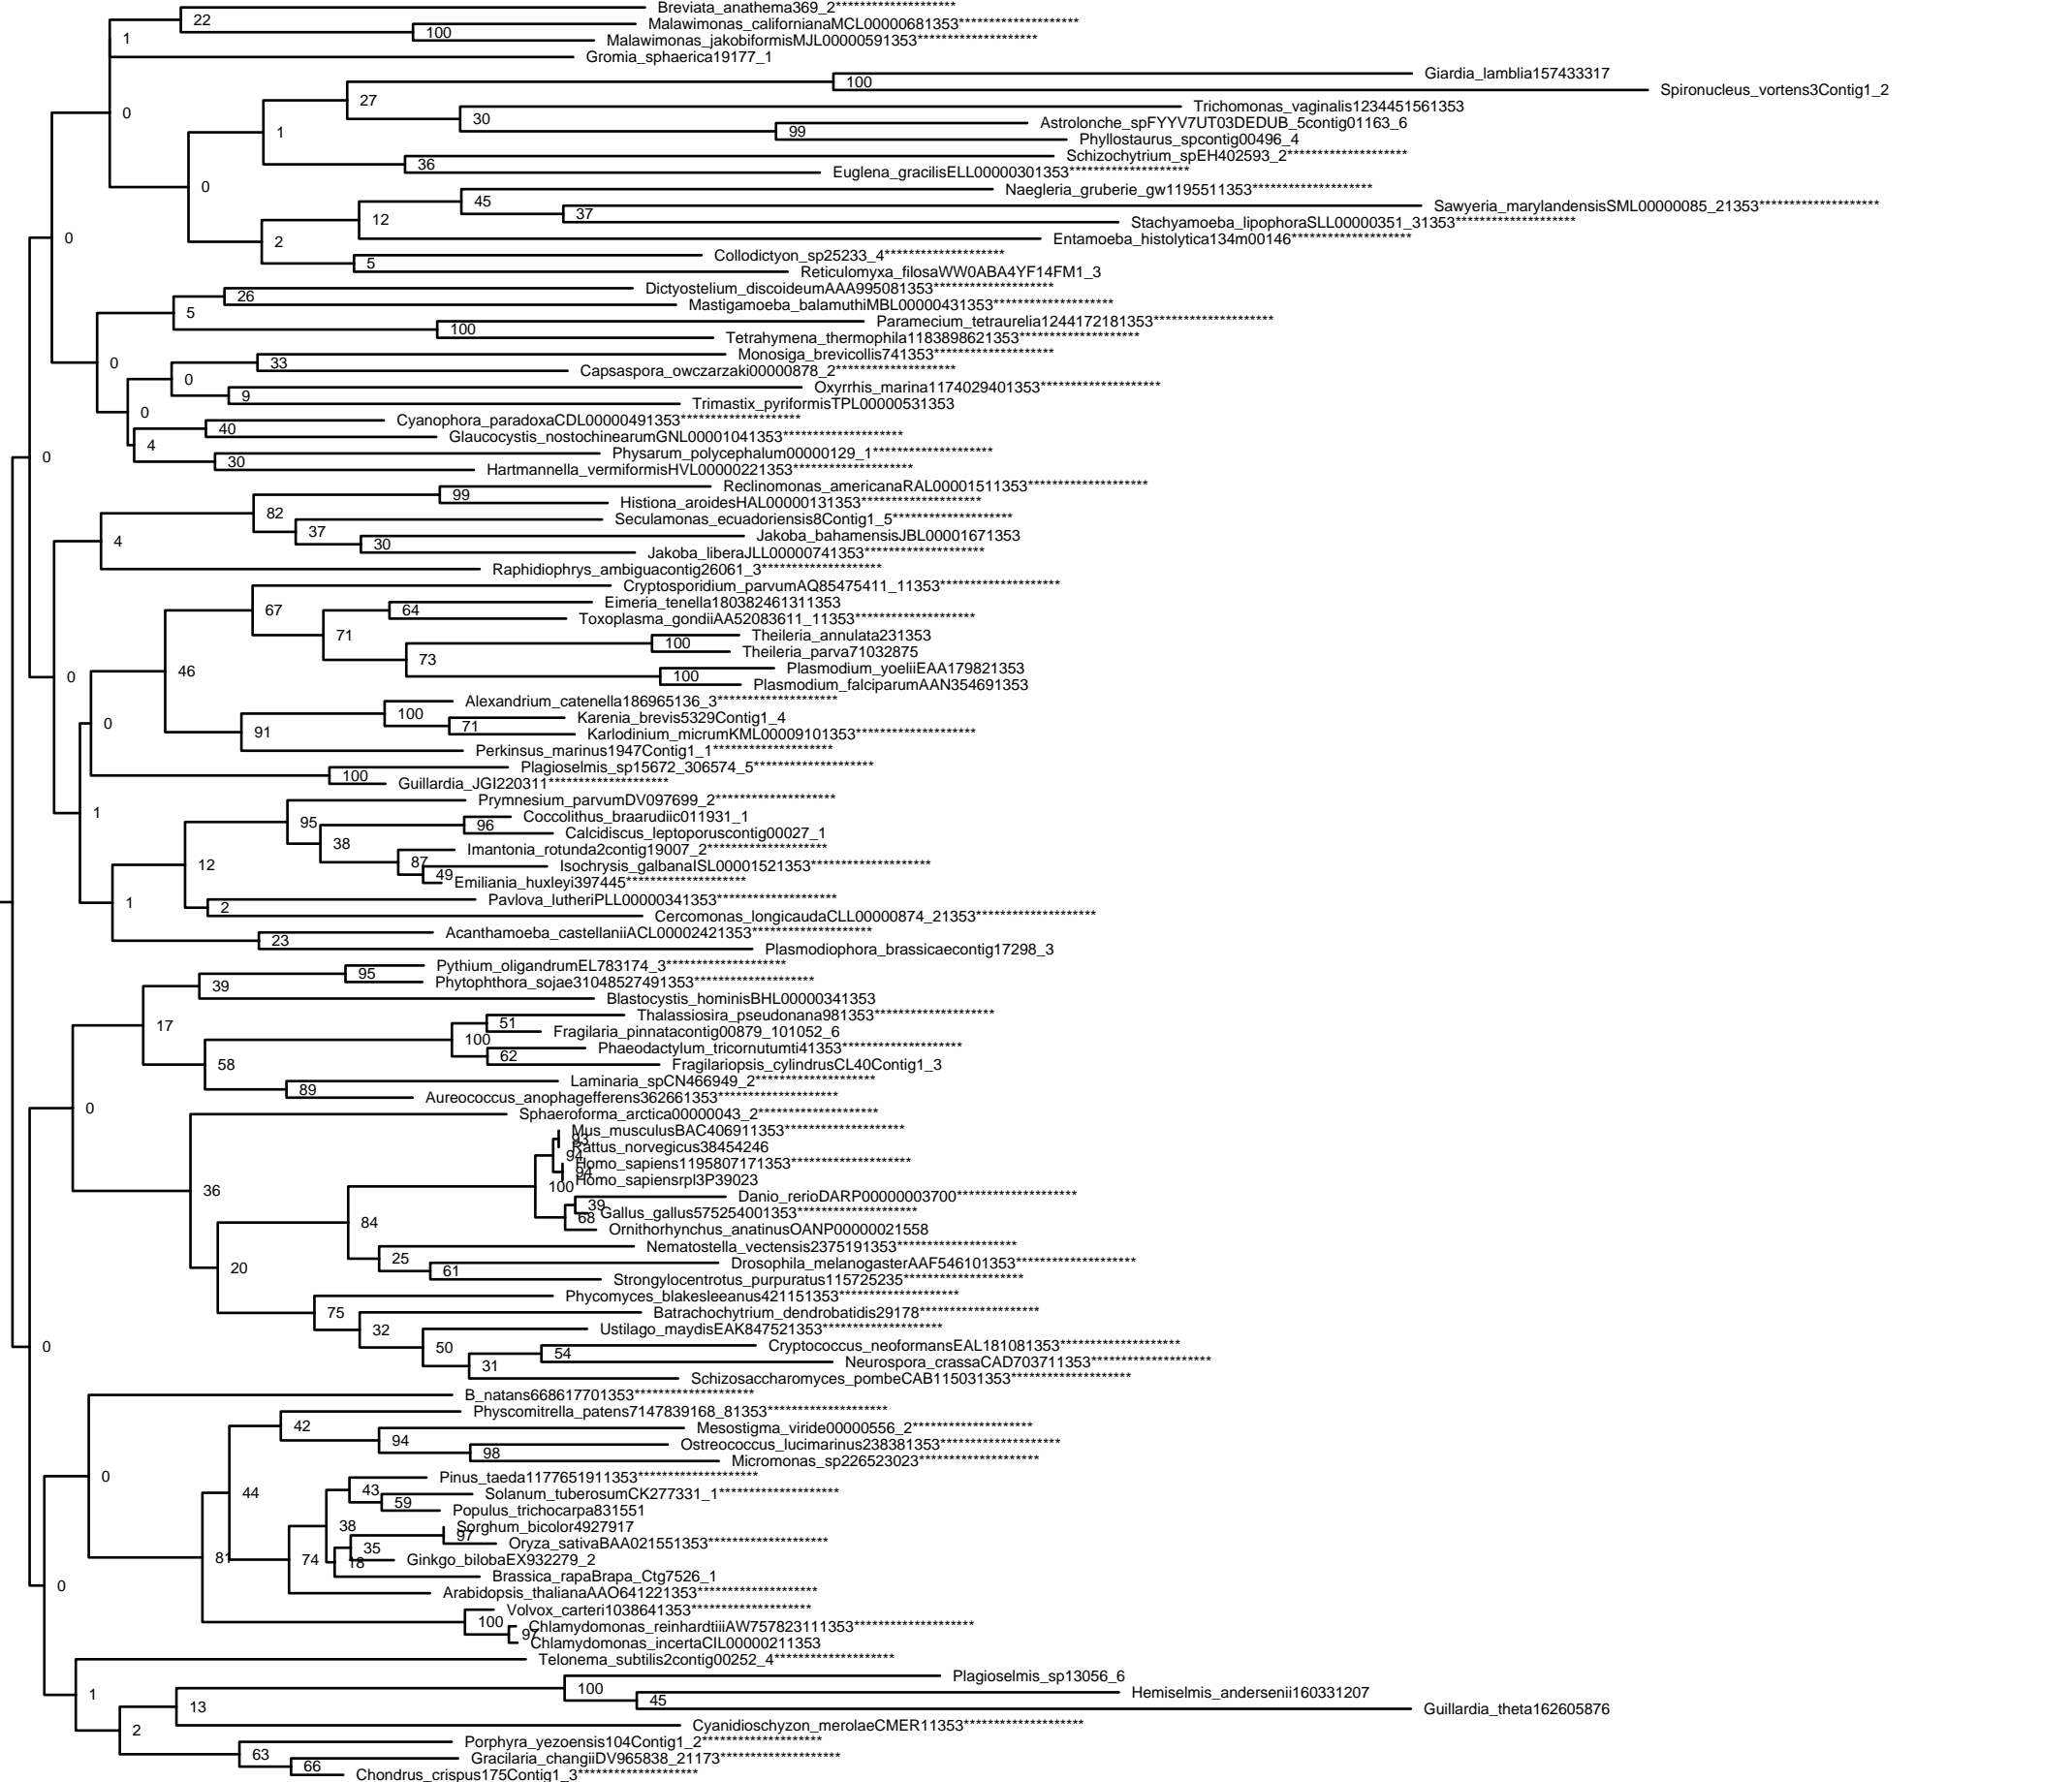 Breviata_anathema369_2********************
22
Malawimonas_californianaMCL00000681353********************
1
100
Malawimonas_jakobiformisMJL00000591353********************
Gromia_sphaerica19177_1
Giardia_lamblia157433317
100
Spironucleus_vortens3Contig1_2
27
Trichomonas_vaginalis1234451561353
0
30
Astrolonche_spFYYV7UT03DEDUB_5contig01163_6
1
99
Phyllostaurus_spcontig00496_4
Schizochytrium_spEH402593_2********************
36
Euglena_gracilisELL00000301353********************
0
Naegleria_gruberie_gw1195511353********************
45
Sawyeria_marylandensisSML00000085_21353********************
12
37
Stachyamoeba_lipophoraSLL00000351_31353********************
0
2
Entamoeba_histolytica134m00146********************
Collodictyon_sp25233_4********************
5
Reticulomyxa_filosaWW0ABA4YF14FM1_3
Dictyostelium_discoideumAAA995081353********************
26
Mastigamoeba_balamuthiMBL00000431353********************
5
Paramecium_tetraurelia1244172181353********************
100
Tetrahymena_thermophila1183898621353********************
0
Monosiga_brevicollis741353********************
33
Capsaspora_owczarzaki00000878_2********************
0
Oxyrrhis_marina1174029401353********************
9
Trimastix_pyriformisTPL00000531353
0
Cyanophora_paradoxaCDL00000491353********************
40
Glaucocystis_nostochinearumGNL00001041353********************
4
Physarum_polycephalum00000129_1********************
0
30
Hartmannella_vermiformisHVL00000221353********************
Reclinomonas_americanaRAL00001511353********************
99
Histiona_aroidesHAL00000131353********************
82
Seculamonas_ecuadoriensis8Contig1_5********************
37
Jakoba_bahamensisJBL00001671353
4
30
Jakoba_liberaJLL00000741353********************
Raphidiophrys_ambiguacontig26061_3********************
Cryptosporidium_parvumAQ85475411_11353********************
67
Eimeria_tenella180382461311353
64
Toxoplasma_gondiiAA52083611_11353********************
71
Theileria_annulata231353
100
Theileria_parva71032875
73
46
Plasmodium_yoeliiEAA179821353
0
100
Plasmodium_falciparumAAN354691353
Alexandrium_catenella186965136_3********************
100
Karenia_brevis5329Contig1_4
0
71
Karlodinium_micrumKML00009101353********************
91
Perkinsus_marinus1947Contig1_1********************
Plagioselmis_sp15672_306574_5********************
100
Guillardia_JGI220311********************
Prymnesium_parvumDV097699_2********************
1
95
Coccolithus_braarudiic011931_1
96
Calcidiscus_leptoporuscontig00027_1
38
Imantonia_rotunda2contig19007_2********************
12
87
Isochrysis_galbanaISL00001521353********************
49
Emiliania_huxleyi397445********************
Pavlova_lutheriPLL00000341353********************
1
2
Cercomonas_longicaudaCLL00000874_21353********************
Acanthamoeba_castellaniiACL00002421353********************
23
Plasmodiophora_brassicaecontig17298_3
Pythium_oligandrumEL783174_3********************
95
Phytophthora_sojae31048527491353********************
39
Blastocystis_hominisBHL00000341353
17
Thalassiosira_pseudonana981353********************
51
Fragilaria_pinnatacontig00879_101052_6
100
Phaeodactylum_tricornutumti41353********************
62
Fragilariopsis_cylindrusCL40Contig1_3
58
Laminaria_spCN466949_2********************
89
Aureococcus_anophagefferens362661353********************
0
Sphaeroforma_arctica00000043_2********************
Mus_musculusBAC406911353********************
93
Rattus_norvegicus38454246
94
Homo_sapiens1195807171353********************
94
Homo_sapiensrpl3P39023
100
36
Danio_rerioDARP00000003700********************
39
Gallus_gallus575254001353********************
68
84
Ornithorhynchus_anatinusOANP00000021558
Nematostella_vectensis2375191353********************
25
Drosophila_melanogasterAAF546101353********************
20
61
Strongylocentrotus_purpuratus115725235********************
Phycomyces_blakesleeanus421151353********************
75
Batrachochytrium_dendrobatidis29178********************
32
Ustilago_maydisEAK847521353********************
0
50
Cryptococcus_neoformansEAL181081353********************
54
Neurospora_crassaCAD703711353********************
31
Schizosaccharomyces_pombeCAB115031353********************
B_natans668617701353********************
Physcomitrella_patens7147839168_81353********************
42
Mesostigma_viride00000556_2********************
94
Ostreococcus_lucimarinus238381353********************
98
Micromonas_sp226523023********************
0
Pinus_taeda1177651911353********************
44
43
Solanum_tuberosumCK277331_1********************
59
Populus_trichocarpa831551
38
Sorghum_bicolor4927917
97
Oryza_sativaBAA021551353********************
35
81
74
18
Ginkgo_bilobaEX932279_2
Brassica_rapaBrapa_Ctg7526_1
0
Arabidopsis_thalianaAAO641221353********************
Volvox_carteri1038641353********************
100
Chlamydomonas_reinhardtiiAW757823111353********************
97
Chlamydomonas_incertaCIL00000211353
Telonema_subtilis2contig00252_4********************
Plagioselmis_sp13056_6
1
100
Hemiselmis_andersenii160331207
45
13
Guillardia_theta162605876
2
Cyanidioschyzon_merolaeCMER11353********************
Porphyra_yezoensis104Contig1_2********************
63
Gracilaria_changiiDV965838_21173********************
66
Chondrus_crispus175Contig1_3********************